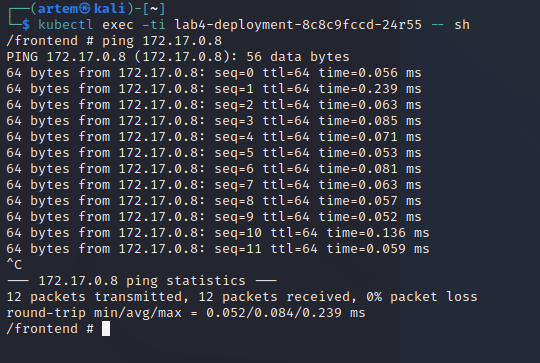 ┌──(artem㉿kali)-[~]
└─$ kubectl exec -ti lab4-deployment-8c8c9fccd-24r55 -- sh
/frontend # ping 172.17.0.8
PING 172.17.0.8 (172.17.0.8): 56 data bytes
64 bytes from 172.17.0.8: seq=0 ttl=64 time=0.056 ms
64 bytes from 172.17.0.8: seq=1 ttl=64 time=0.239 ms
64 bytes from 172.17.0.8: seq=2 ttl=64 time=0.063 ms
64 bytes from 172.17.0.8: seq=3 ttl=64 time=0.085 ms
64 bytes from 172.17.0.8: seq=4 ttl=64 time=0.071 ms
64 bytes from 172.17.0.8: seq=5 ttl=64 time=0.053 ms
64 bytes from 172.17.0.8: seq=6 ttl=64 time=0.081 ms
64 bytes from 172.17.0.8: seq=7 ttl=64 time=0.063 ms
64 bytes from 172.17.0.8: seq=8 ttl=64 time=0.057 ms
64 bytes from 172.17.0.8: seq=9 ttl=64 time=0.052 ms
64 bytes from 172.17.0.8: seq=10 ttl=64 time=0.136 ms
64 bytes from 172.17.0.8: seq=11 ttl=64 time=0.059 ms
^C
--- 172.17.0.8 ping statistics ---
12 packets transmitted, 12 packets received, 0% packet loss
round-trip min/avg/max = 0.052/0.084/0.239 ms
/frontend #